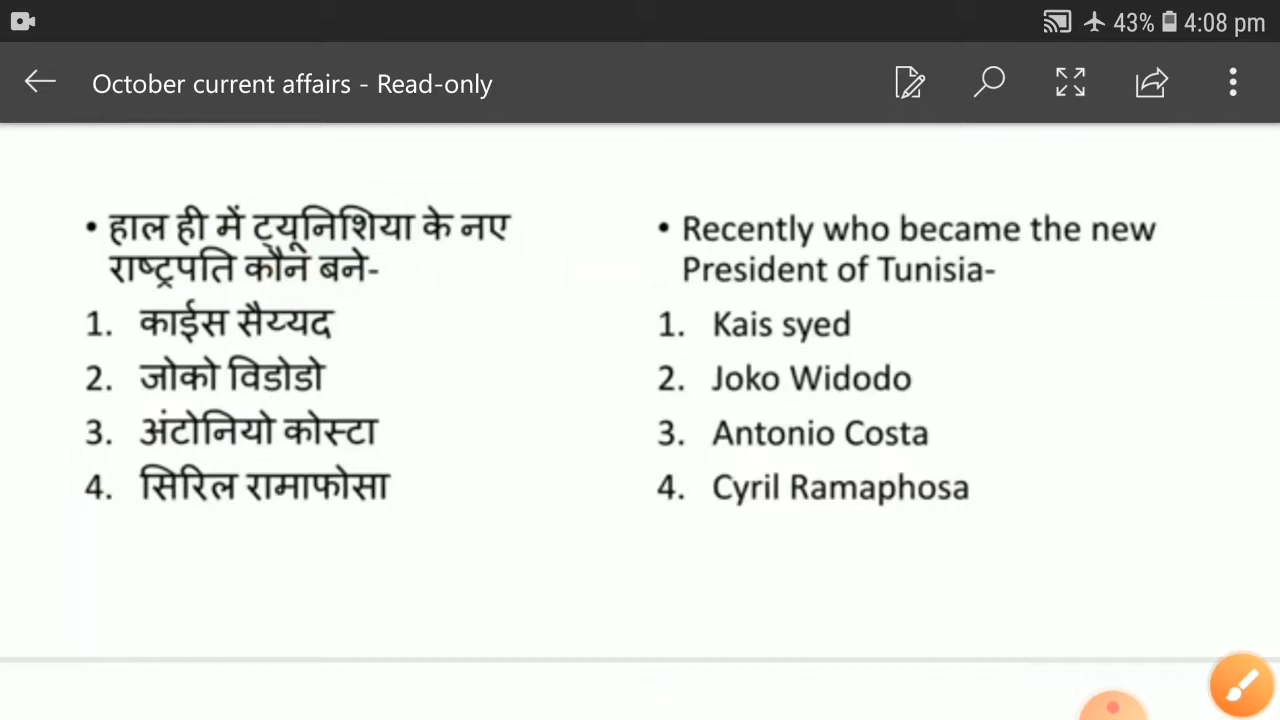 43% 4:08 pm
October current affairs - Read-only
• हाल ही में ट्यूनिशिया के नए
राष्ट्रपति कौन बने-
1. काईस सैय्यद
2. जोको विडोडो
3. अंटोनियो कोस्टा
4. सिरिल रामाफोसा
• Recently who became the new
President of Tunisia-
1. Kais syed
2. Joko Widodo
3. Antonio Costa
4. Cyril Ramaphosa